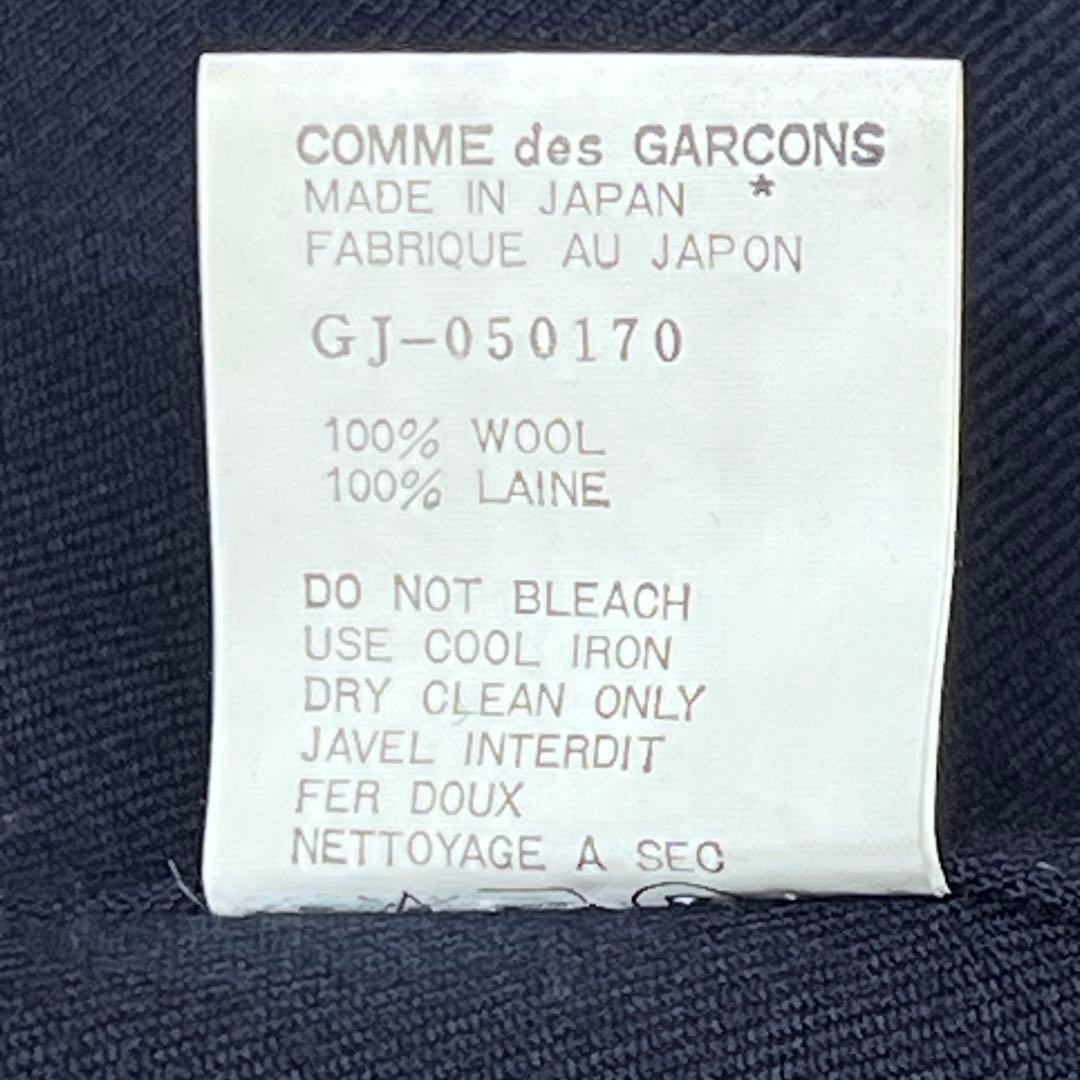 COMME des GARCONS
MADE IN JAPAN *
FABRIQUE AU JAPON
GJ-050170
100% WOOL
100% LAINE
DO NOT BLEACH
USE COOL IRON
DRY CLEAN ONLY
JAVEL INTERDIT
FER DOUX
NETTOYAGE A SEC